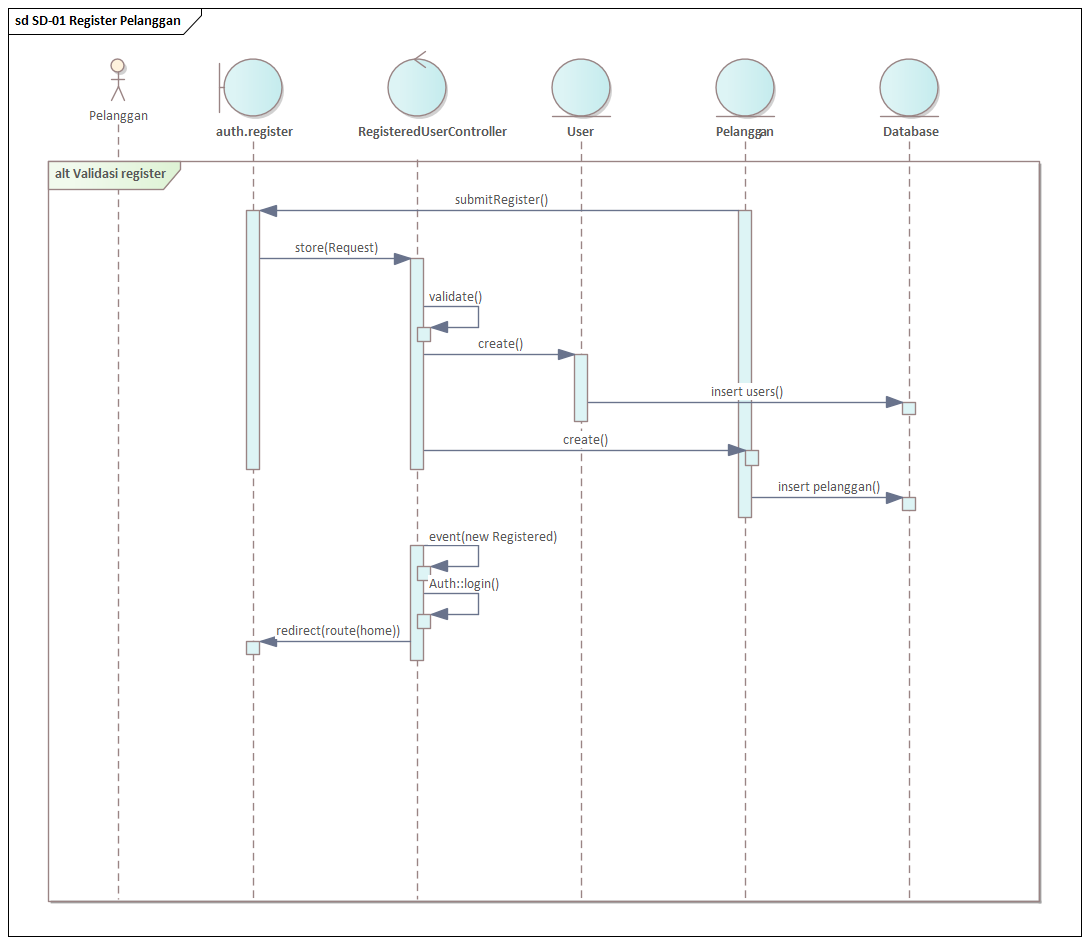 sd SD-01 Register Pelanggan
Pelanggan
auth.register
RegisteredUserController
User
Pelanggan
Database
alt Validasi register
submitRegister()
store(Request)
validate()
create()
insert users()
create()
insert pelanggan()
event(new Registered)
Auth::login()
redirect(route(home))